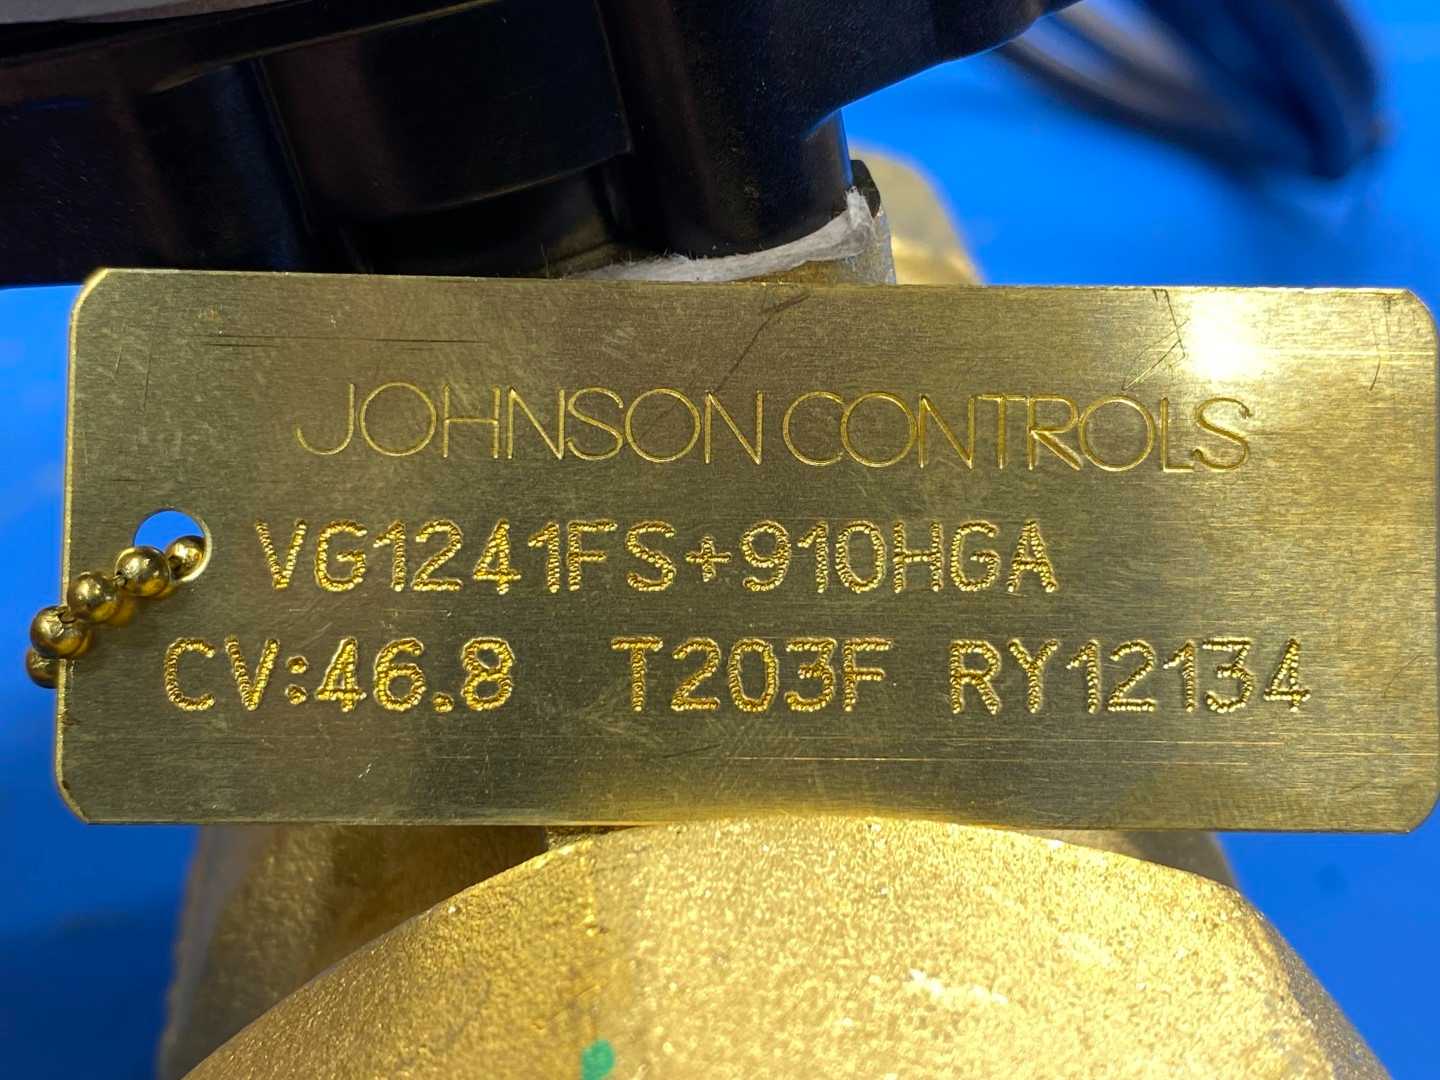 JOHNSON CONTROLS
VG1241FS+910HGA
CV:46.8 T203F RY12134